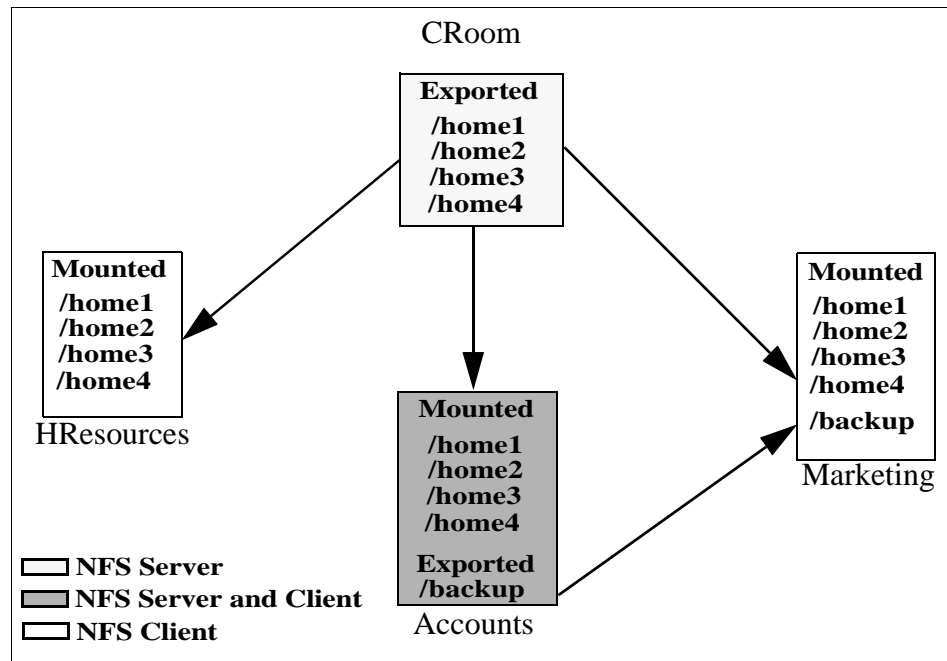 CRoom
Exported
/home1
/home2
/home3
/home4
Mounted
/home1
/home2
/home3
/home4
HResources
Mounted
/home1
/home2
/home3
/home4
Exported
/backup
Accounts
Mounted
/home1
/home2
/home3
/home4
/backup
Marketing
NFS Server
NFS Server and Client
NFS Client